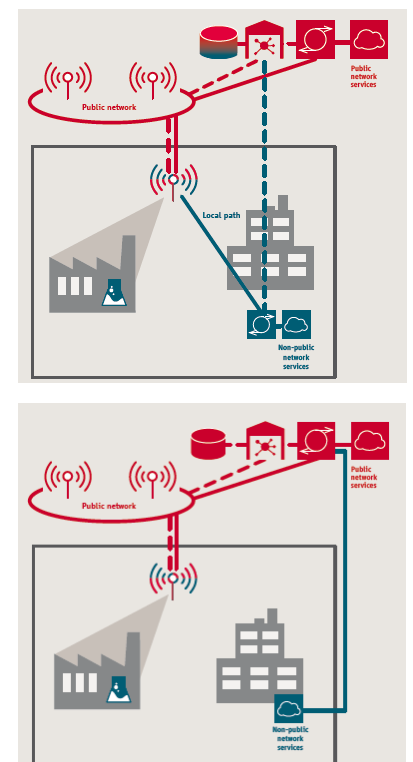 Public
network
services
Public network
Local path
Non-public
network
services
Public
network
services
Public network
Non-public
network
services